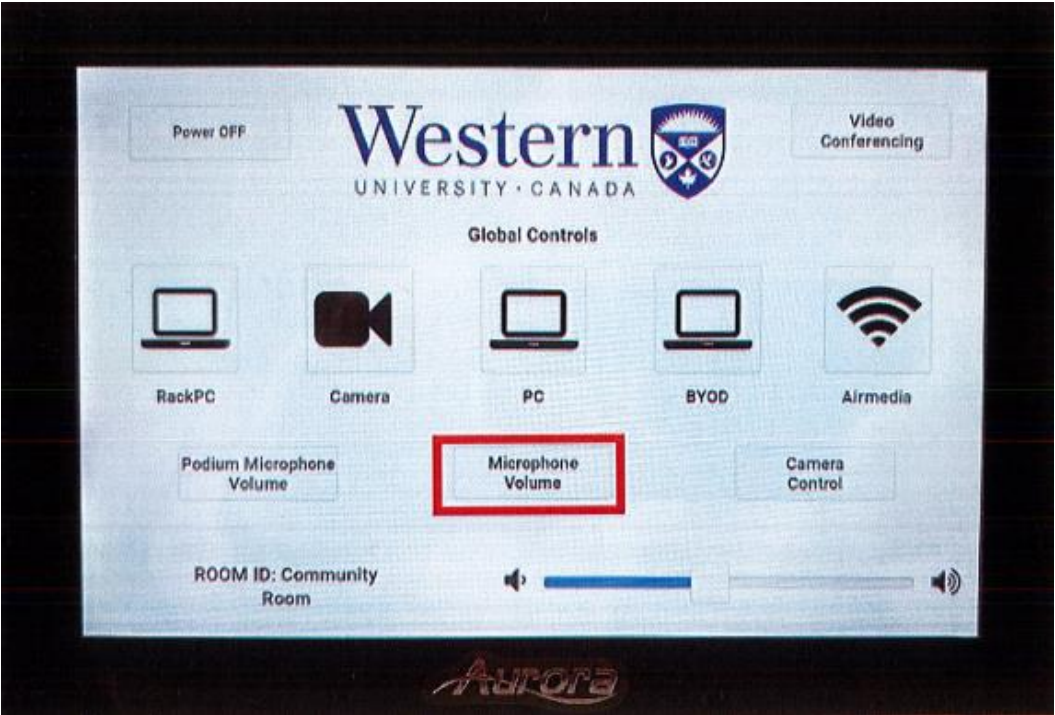 Power OFF
Western
UNIVERSITY · CANADA
Video
Conferencing
Global Controls
RackPC
Camera
PC
BYOD
Airmedia
Podium Microphone
Volume
Microphone
Volume
Camera
Control
ROOM ID: Community
Room
Aurora